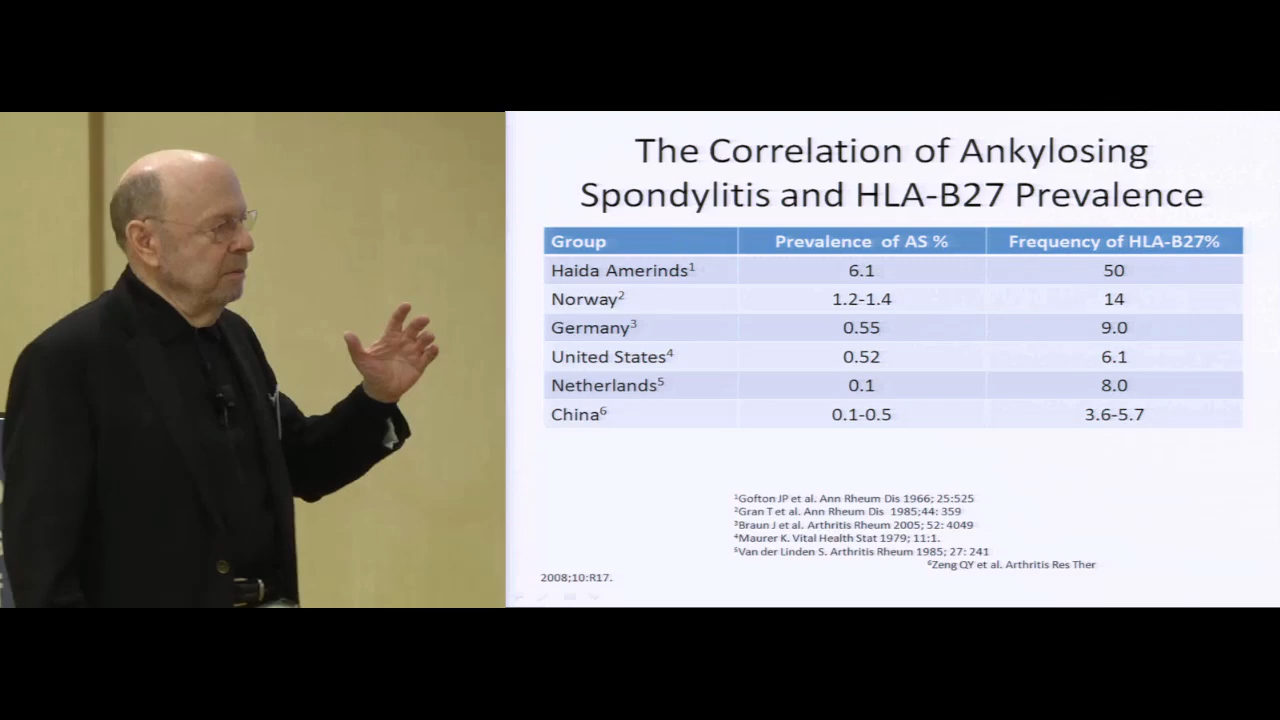 The Correlation of Ankylosing
Spondylitis and HLA-B27 Prevalence
Group Prevalence of AS % Frequency of HLA-B27%
Haida Amerinds¹ 6.1 50
Norway² 1.2-1.4 14
Germany³ 0.55 9.0
United States⁴ 0.52 6.1
Netherlands⁵ 0.1 8.0
China⁶ 0.1-0.5 3.6-5.7
¹Gofton JP et al. Ann Rheum Dis 1966; 25:525
²Gran T et al. Ann Rheum Dis 1985;44: 359
³Braun J et al. Arthritis Rheum 2005; 52: 4049
⁴Maurer K. Vital Health Stat 1979; 11:1.
⁵Van der Linden S. Arthritis Rheum 1985; 27: 241
⁶Zeng QY et al. Arthritis Res Ther
2008;10:R17.